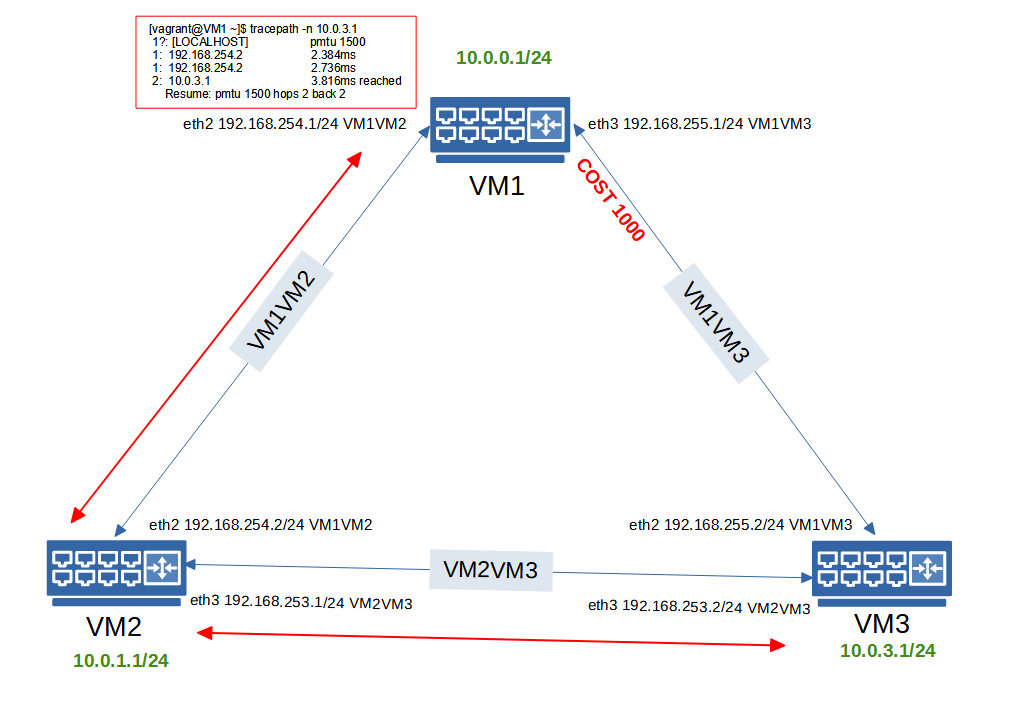 [vagrant@VM1 ~]$ tracepath -n 10.0.3.1
1?: [LOCALHOST] pmtu 1500
1: 192.168.254.2 2.384ms
1: 192.168.254.2 2.736ms
2: 10.0.3.1 3.816ms reached
Resume: pmtu 1500 hops 2 back 2
10.0.0.1/24
eth2 192.168.254.1/24 VM1VM2
eth3 192.168.255.1/24 VM1VM3
VM1
COST 1000
VM1VM2
VM1VM3
eth2 192.168.254.2/24 VM1VM2
eth2 192.168.255.2/24 VM1VM3
VM2VM3
eth3 192.168.253.1/24 VM2VM3
eth3 192.168.253.2/24 VM2VM3
VM2
10.0.1.1/24
VM3
10.0.3.1/24